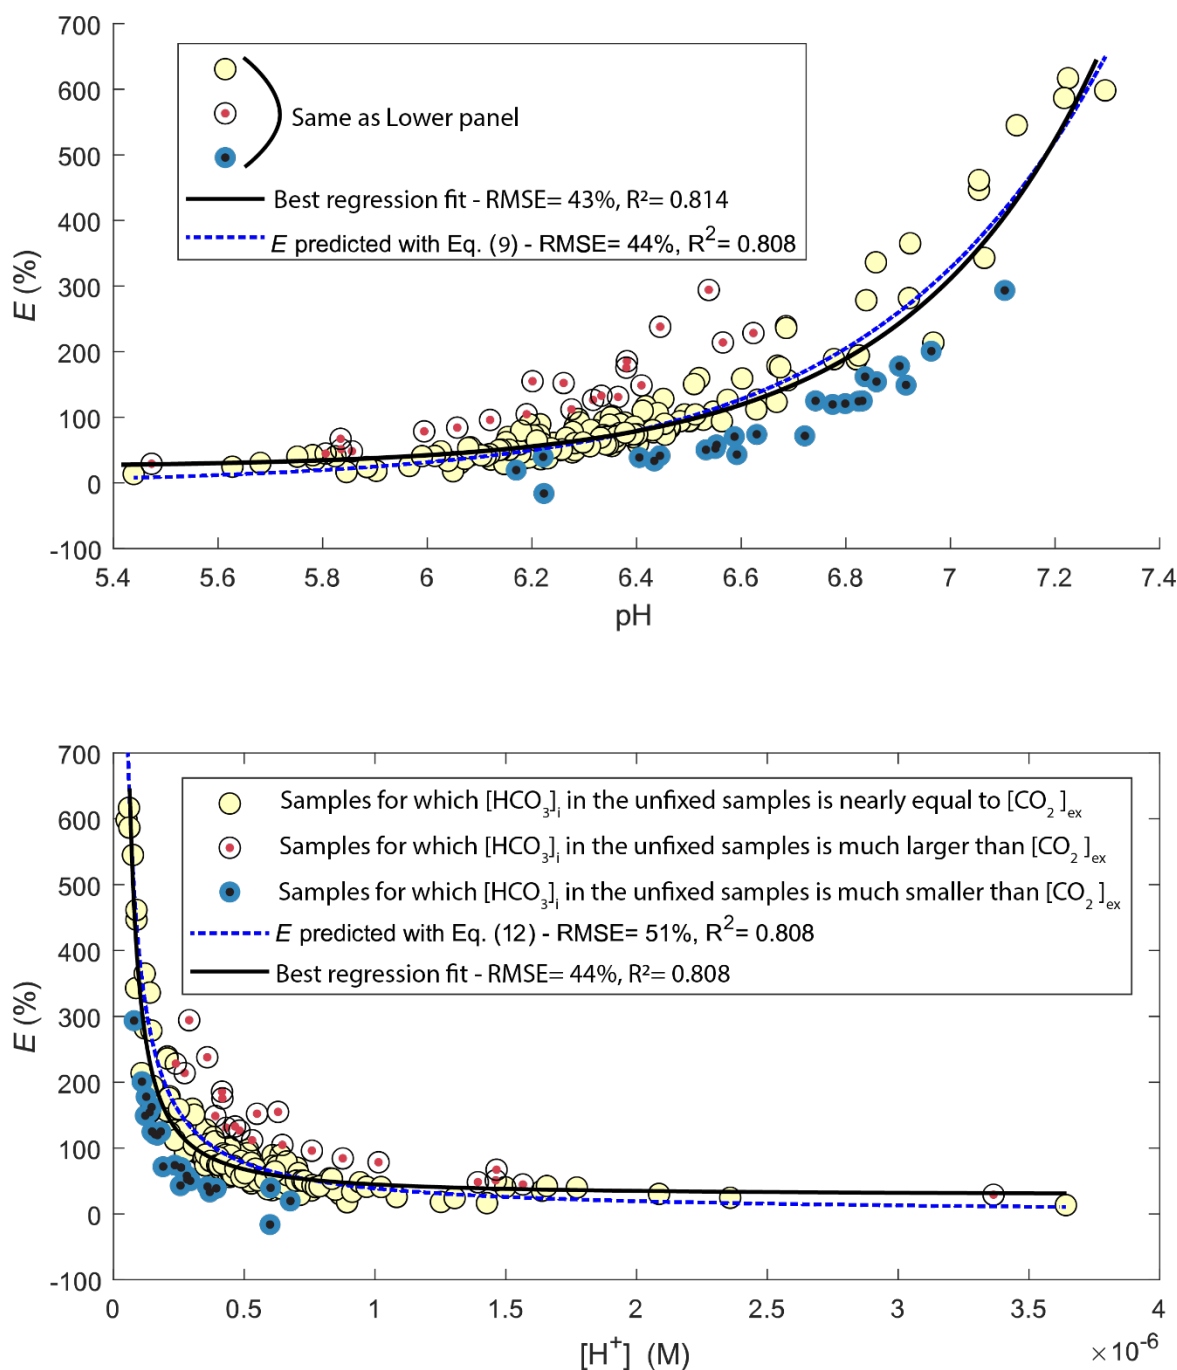 700
600
500
400
300
200
100
0
-100
E (%)
Same as Lower panel
Best regression fit - RMSE= 43%, R²= 0.814
E predicted with Eq. (9) - RMSE= 44%, R²= 0.808
5.4 5.6 5.8 6 6.2 6.4 6.6 6.8 7 7.2 7.4
pH
700
600
500
400
300
200
100
0
-100
E (%)
Samples for which [HCO₃]ᵢ in the unfixed samples is nearly equal to [CO₂]ₑₓ
Samples for which [HCO₃]ᵢ in the unfixed samples is much larger than [CO₂]ₑₓ
Samples for which [HCO₃]ᵢ in the unfixed samples is much smaller than [CO₂]ₑₓ
E predicted with Eq. (12) - RMSE= 51%, R²= 0.808
Best regression fit - RMSE= 44%, R²= 0.808
0 0.5 1 1.5 2 2.5 3 3.5 4
[H⁺] (M)
×10⁻⁶